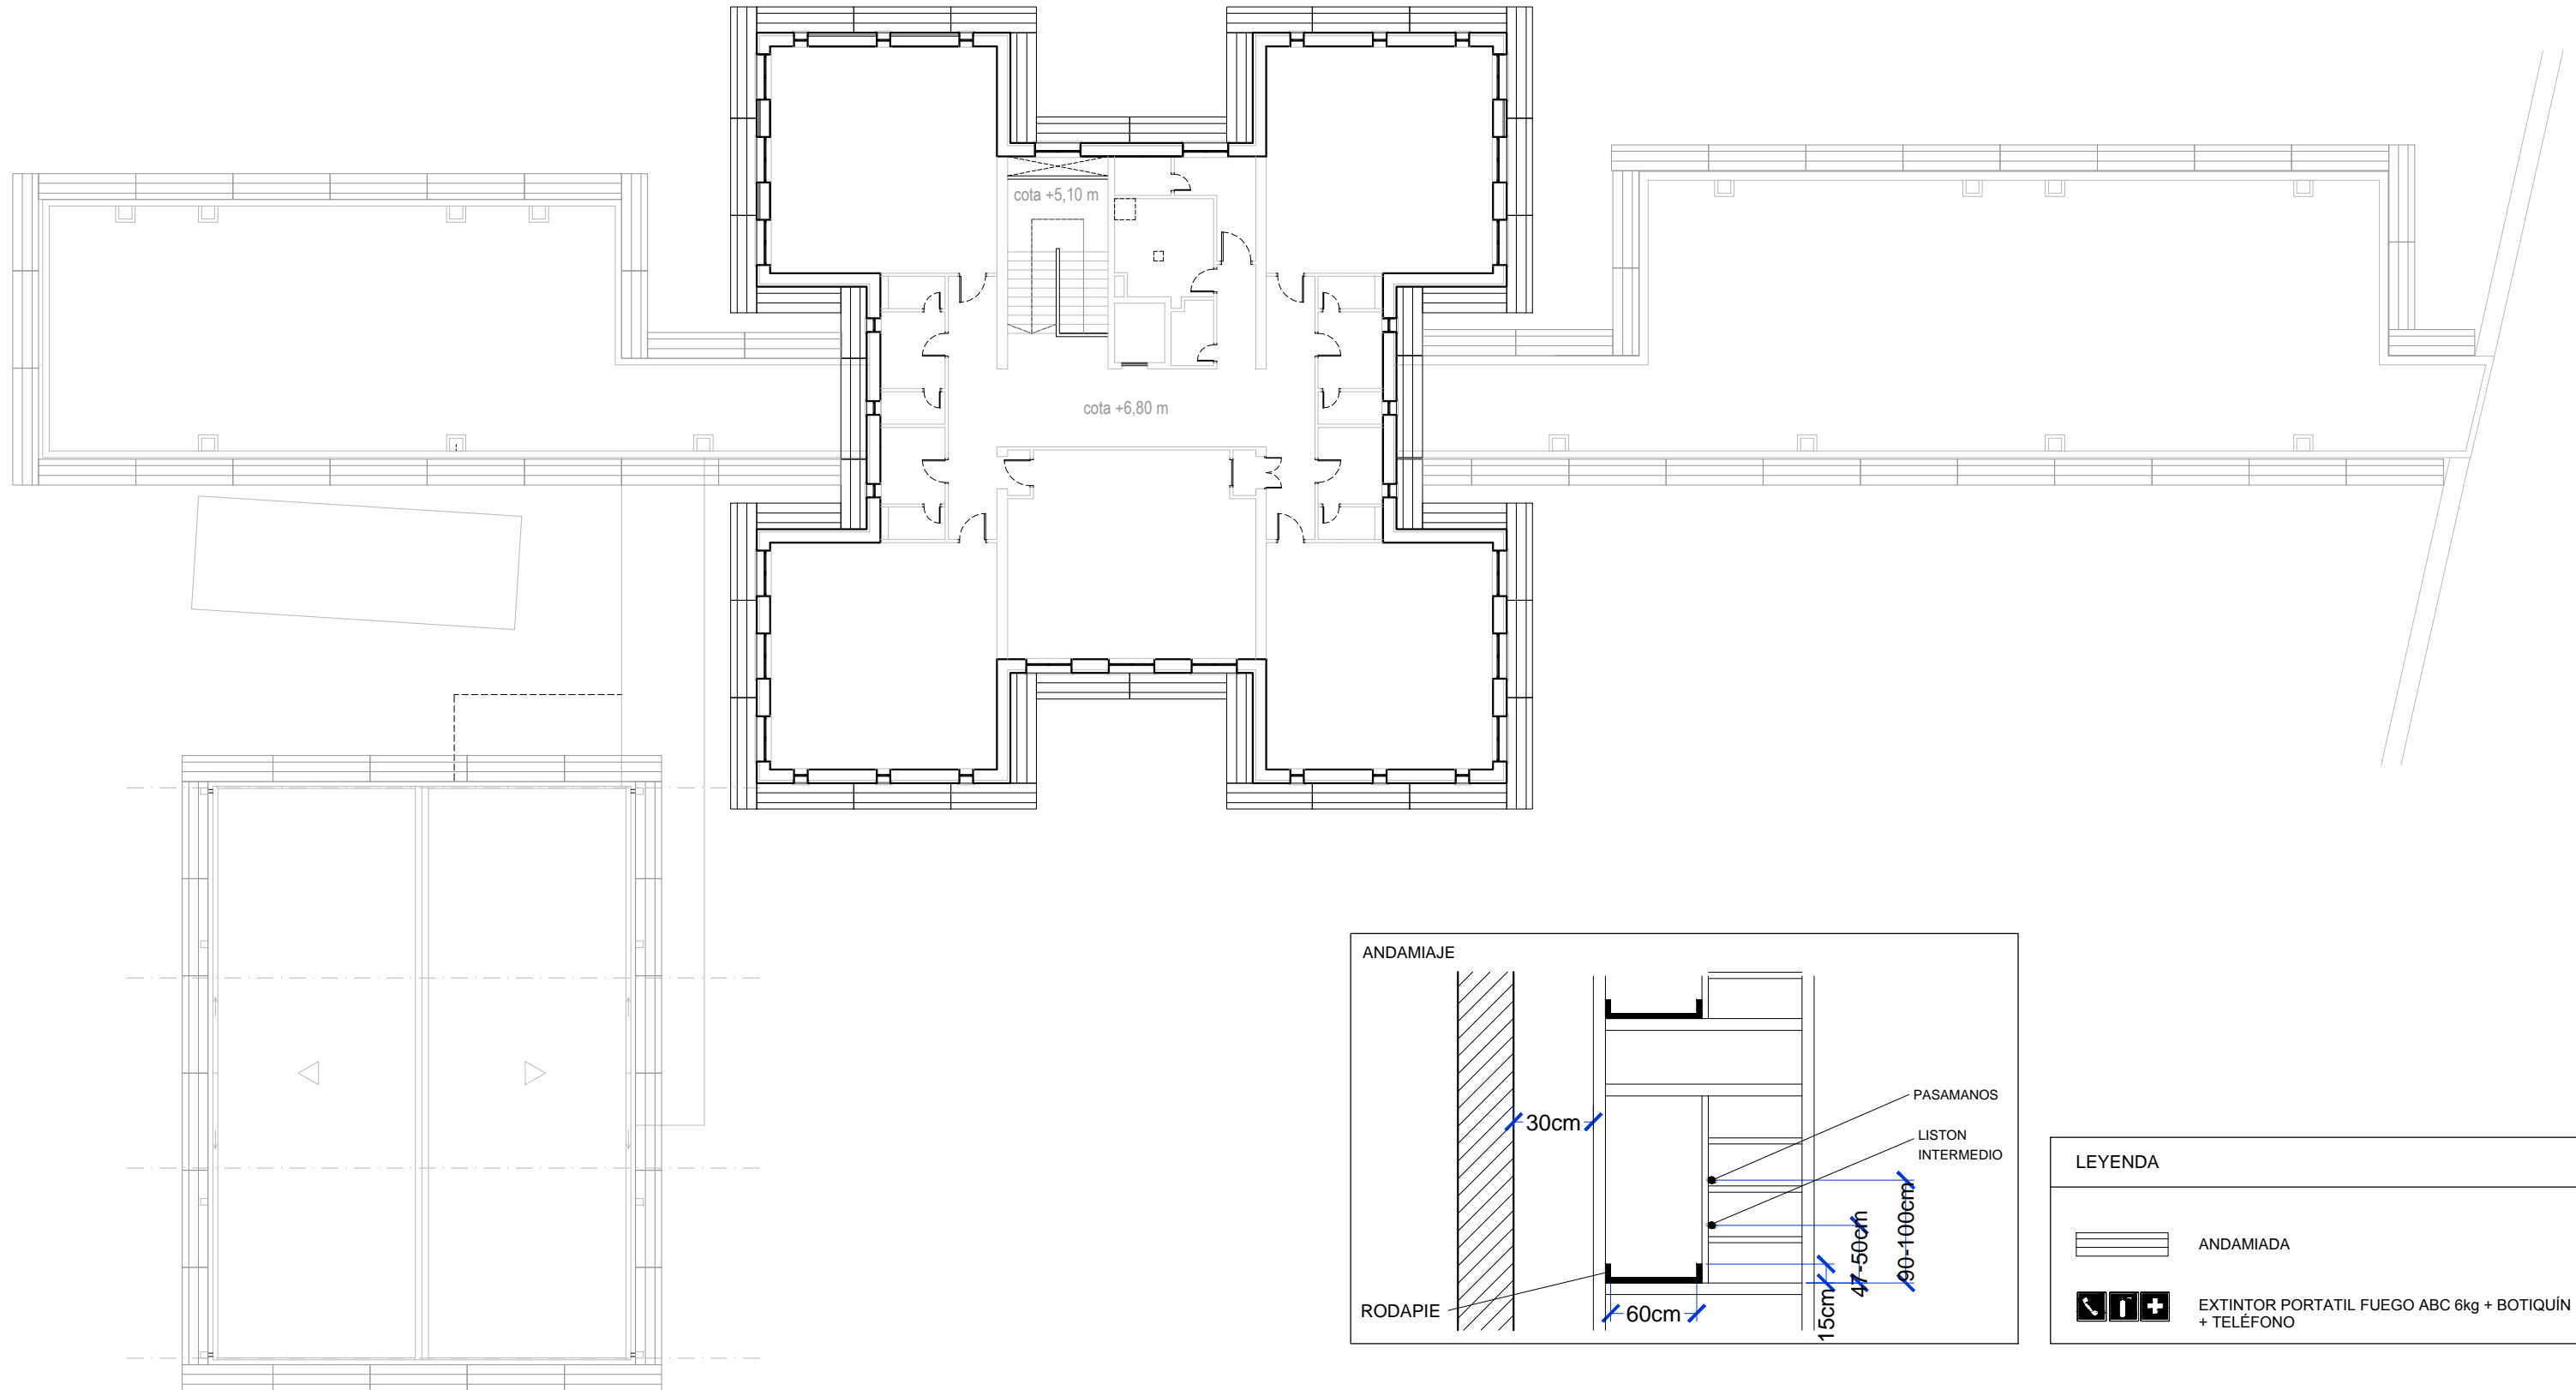 cota +5,10 m
cota +6,80 m
ANDAMIAJE
PASAMANOS
30cm
LISTON
INTERMEDIO
90-100cm
47-50cm
15cm
60cm
RODAPIE
LEYENDA
ANDAMIADA
EXTINTOR PORTATIL FUEGO ABC 6kg + BOTIQUÍN
+ TELÉFONO